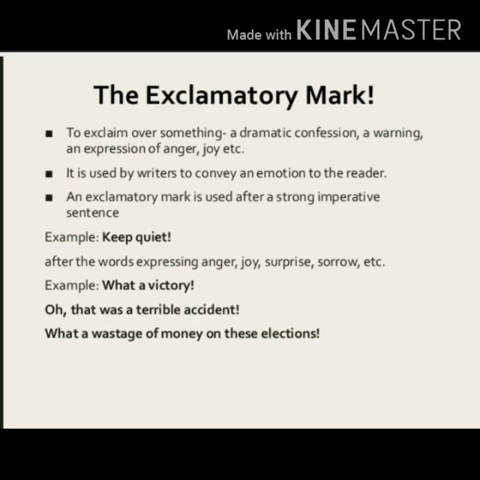 Made with KINEMASTER
The Exclamatory Mark!
■ To exclaim over something- a dramatic confession, a warning,
an expression of anger, joy etc.
■ It is used by writers to convey an emotion to the reader.
■ An exclamatory mark is used after a strong imperative
sentence
Example: Keep quiet!
after the words expressing anger, joy, surprise, sorrow, etc.
Example: What a victory!
Oh, that was a terrible accident!
What a wastage of money on these elections!